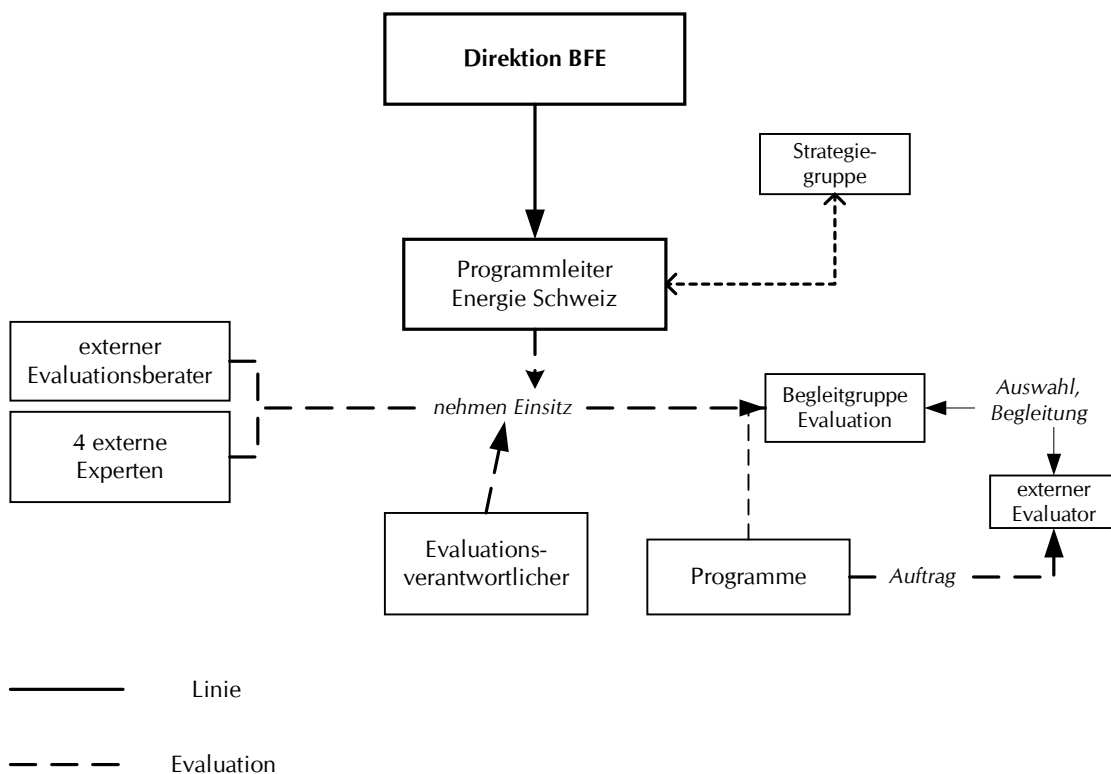 Direktion BFE
Strategie-
gruppe
Programmleiter
Energie Schweiz
externer
Evaluationsberater
4 externe
Experten
nehmen Einsitz
Begleitgruppe
Evaluation
Auswahl,
Begleitung
externer
Evaluator
Evaluations-
verantwortlicher
Programme
Auftrag
Linie
Evaluation